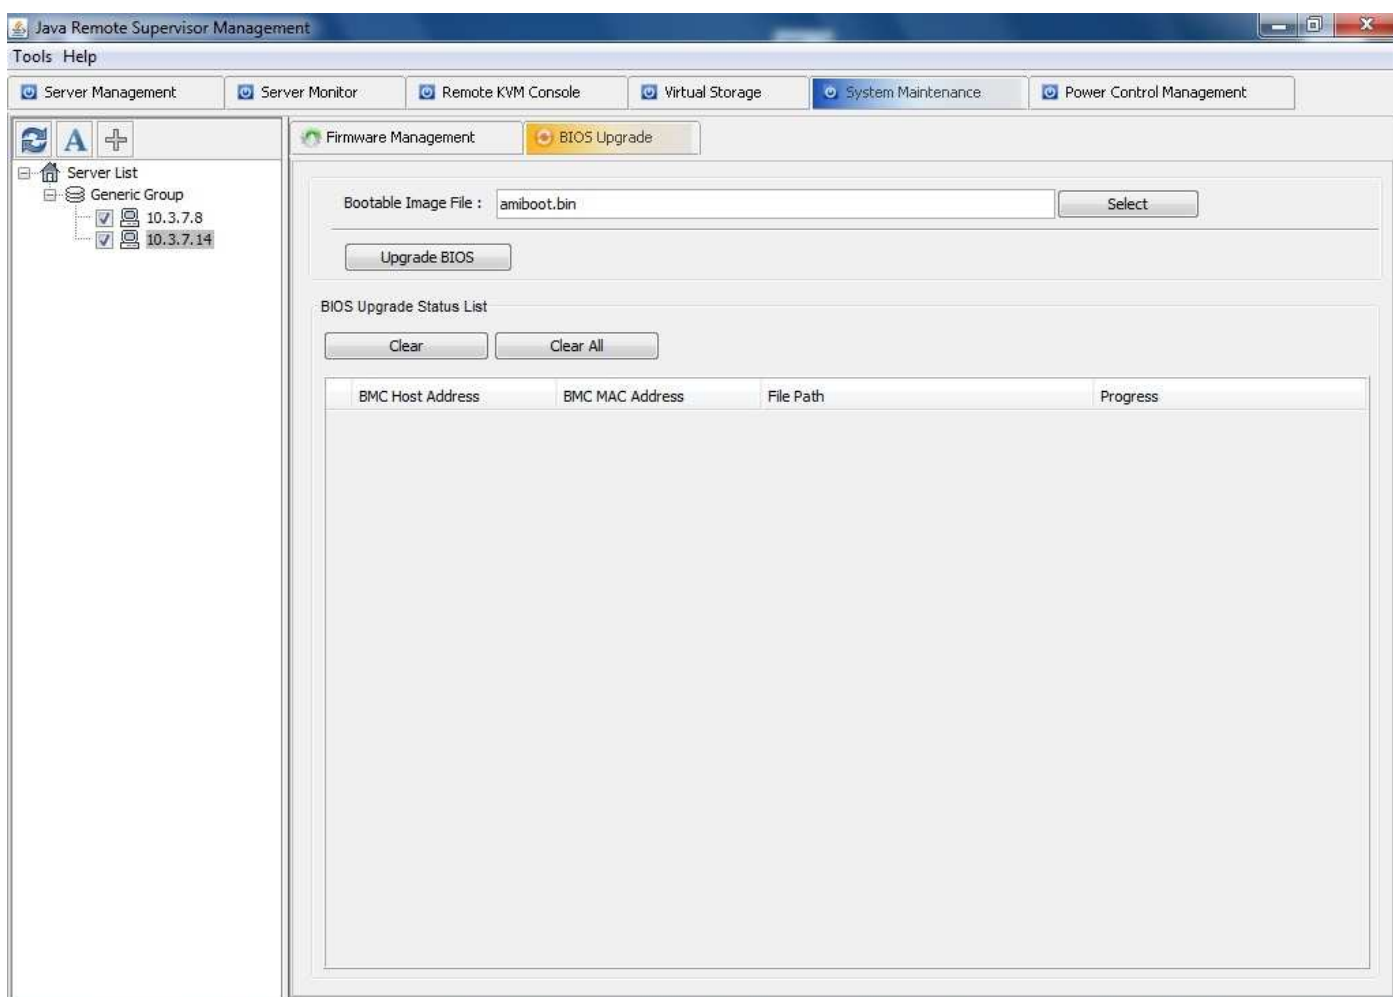 Java Remote Supervisor Management
Tools Help
Server Management Server Monitor Remote KVM Console Virtual Storage System Maintenance Power Control Management
A
Firmware Management BIOS Upgrade
Server List
Generic Group
10.3.7.8
10.3.7.14
Bootable Image File : amiboot.bin Select
Upgrade BIOS
BIOS Upgrade Status List
Clear Clear All
BMC Host Address BMC MAC Address File Path Progress